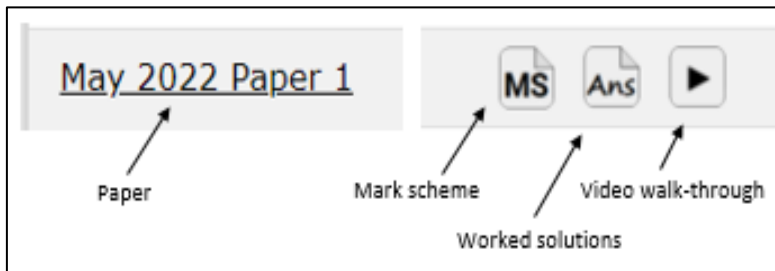 May 2022 Paper 1
MS Ans
Paper
Mark scheme
Video walk-through
Worked solutions